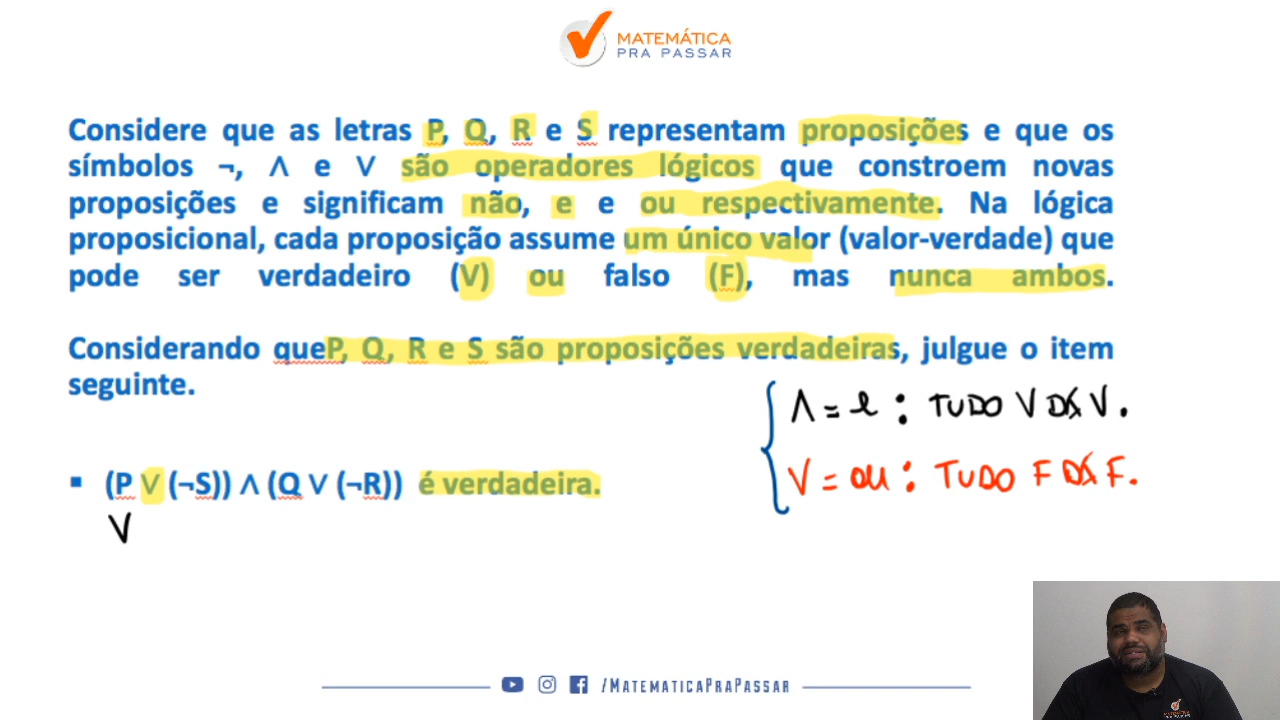 MATEMÁTICA
PRA PASSAR
Considere que as letras P, Q, R e S representam proposições e que os
símbolos ¬, ∧ e ∨ são operadores lógicos que constroem novas
proposições e significam não, e e ou respectivamente. Na lógica
proposicional, cada proposição assume um único valor (valor-verdade) que
pode ser verdadeiro (V) ou falso (F), mas nunca ambos.
Considerando queP, Q, R e S são proposições verdadeiras, julgue o item
seguinte.
∧ = e : TUDO V DÁ V.
V = OU : TUDO F DÁ F.
▪ (P ∨ (¬S)) ∧ (Q ∨ (¬R)) é verdadeira.
V
/MATEMATICAPRAPASSAR